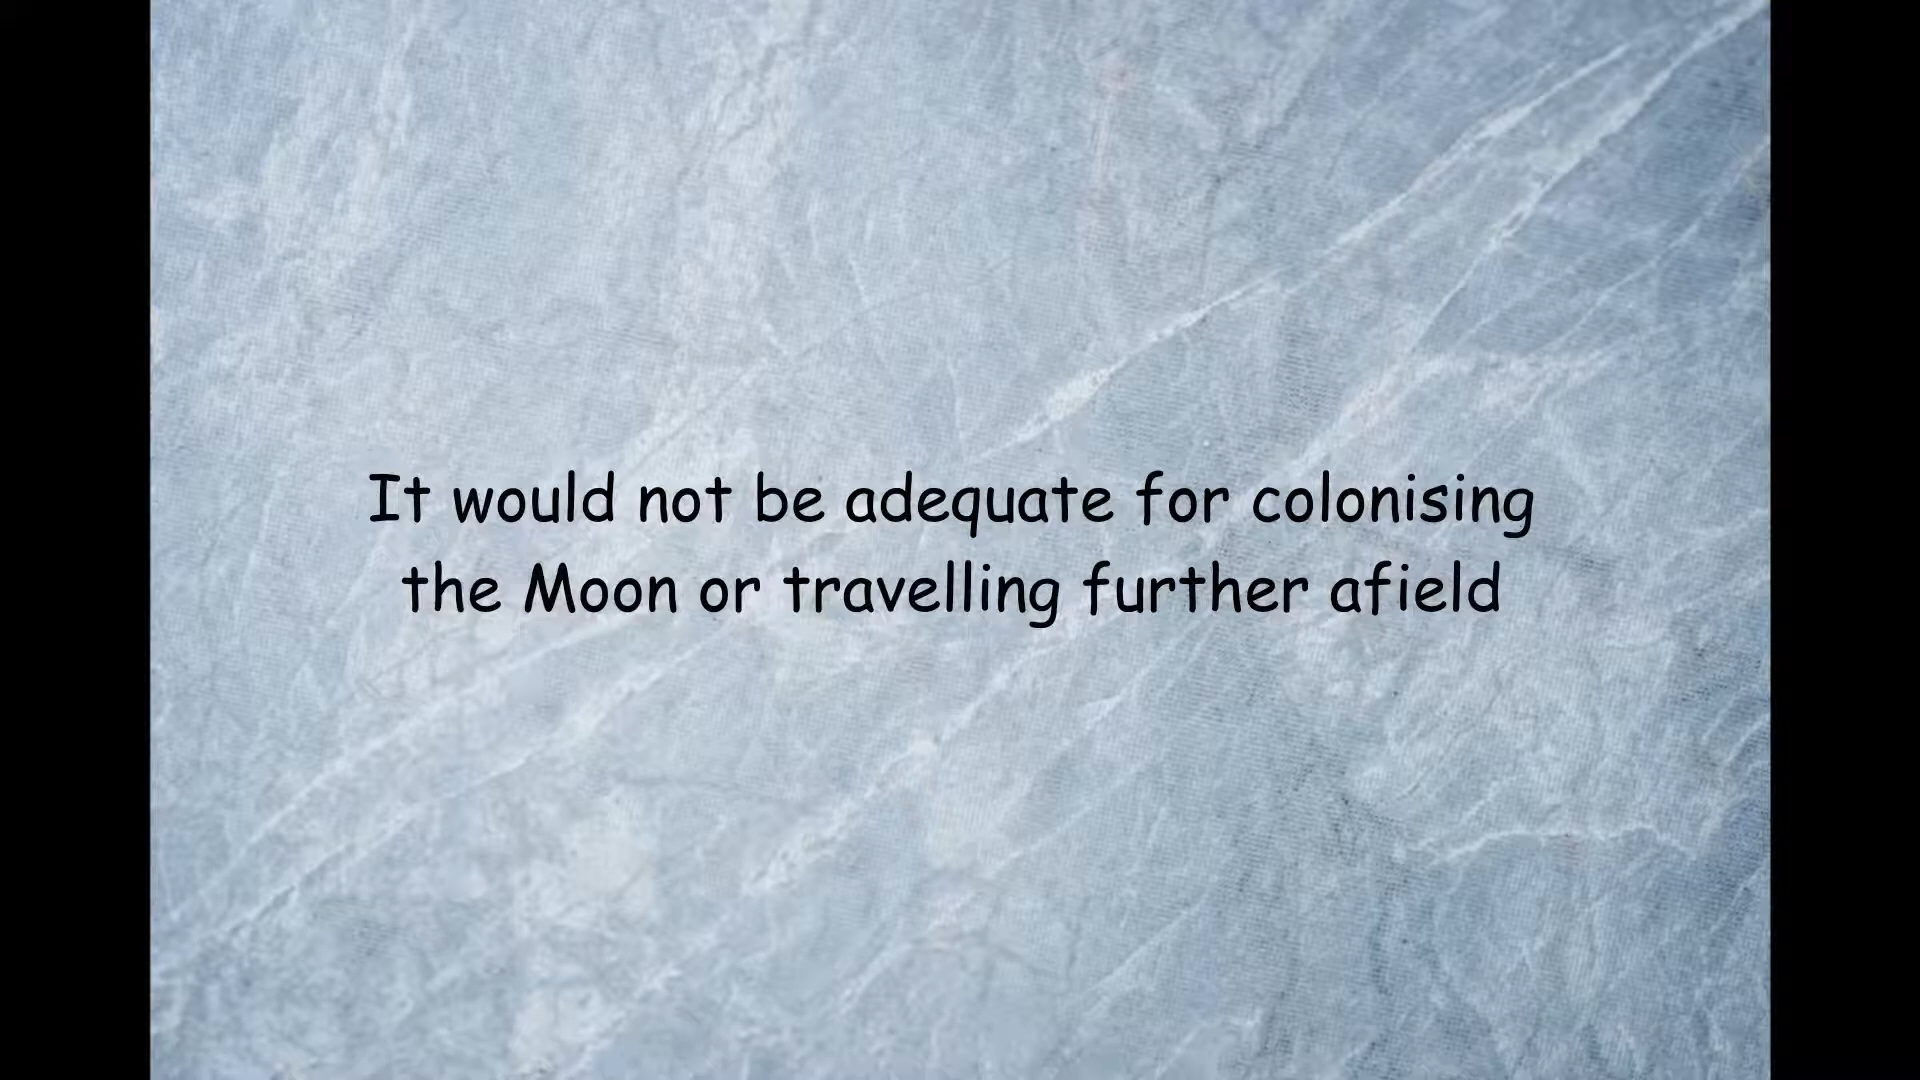 It would not be adequate for colonising
the Moon or travelling further afield